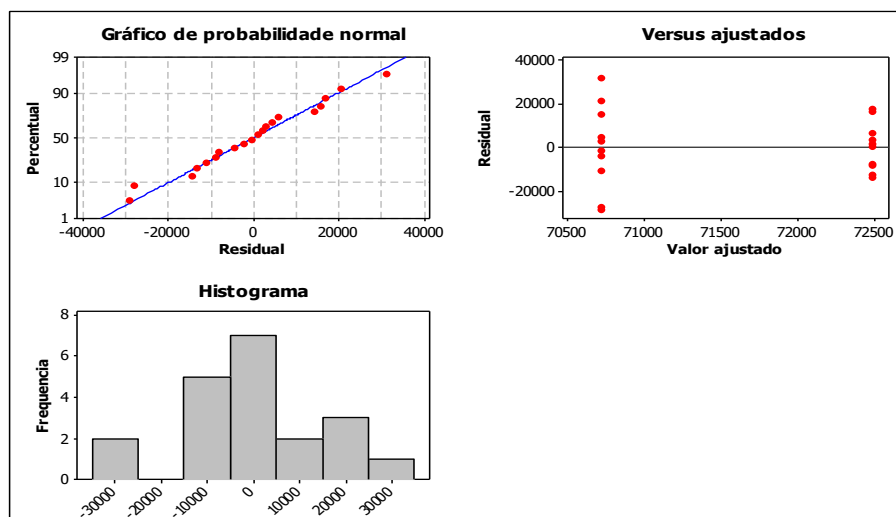 Gráfico de probabilidade normal
99
90
50
10
1
Percentual
-40000 -20000 0 20000 40000
Residual
Versus ajustados
40000
20000
0
-20000
Residual
70500 71000 71500 72000 72500
Valor ajustado
Histograma
8
6
4
2
0
Frequencia
-30000 -20000 -10000 0 10000 20000 30000